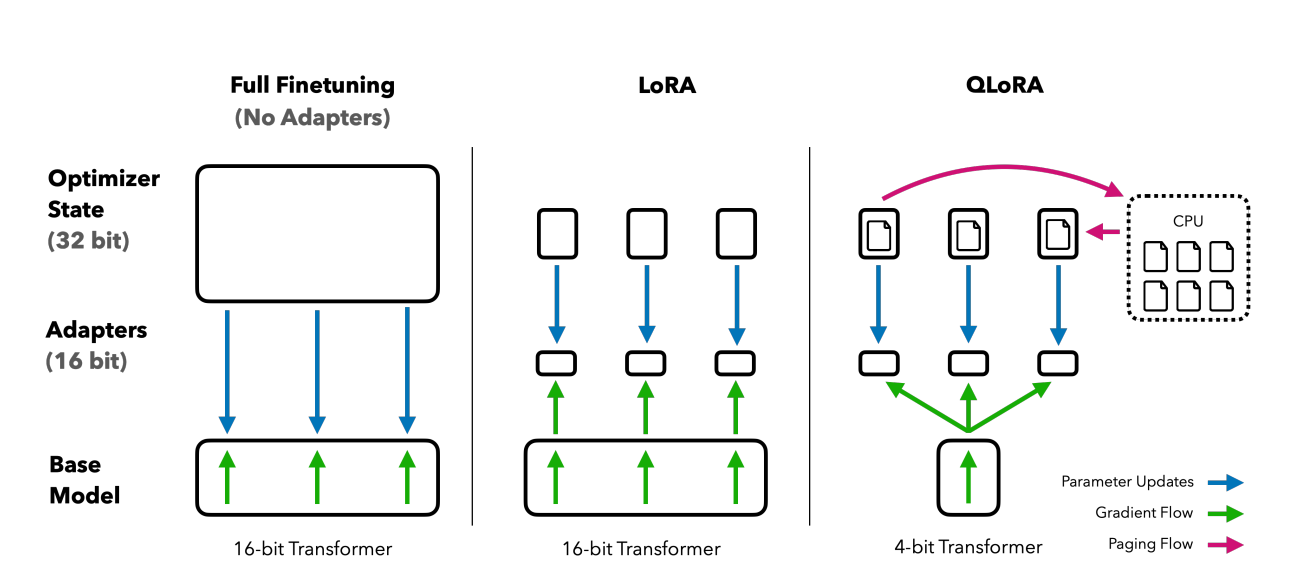 Full Finetuning
(No Adapters)
LoRA
QLoRA
Optimizer
State
(32 bit)
CPU
Adapters
(16 bit)
Base
Model
Parameter Updates
Gradient Flow
Paging Flow
16-bit Transformer
16-bit Transformer
4-bit Transformer